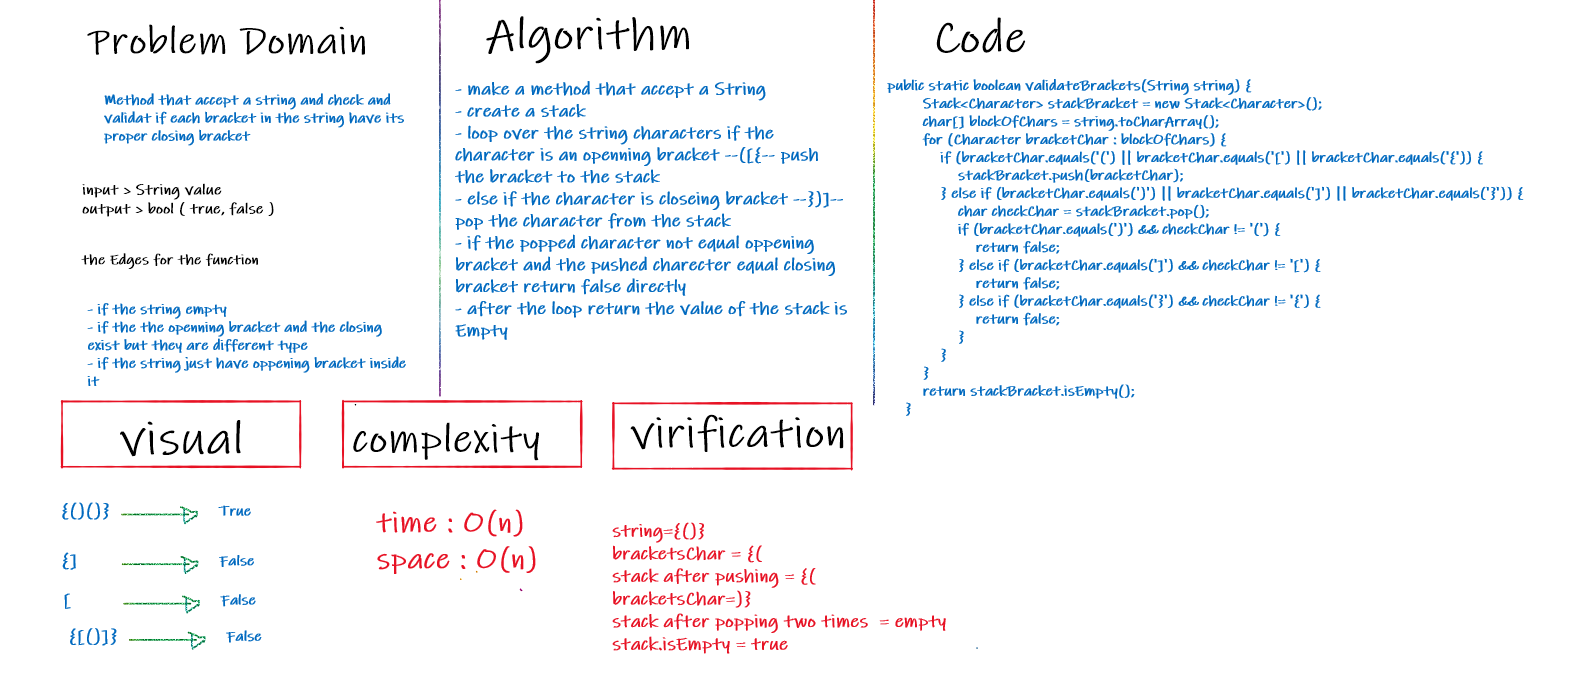 Problem Domain
Method that accept a string and check and
validat if each bracket in the string have its
proper closing bracket
input > String value
output > bool ( true, false )
the Edges for the function
- if the string empty
- if the the openning bracket and the closing
exist but they are different type
- if the string just have oppening bracket inside
it
Algorithm
- make a method that accept a String
- create a stack
- loop over the string characters if the
character is an openning bracket --([{-- push
the bracket to the stack
- else if the character is closeing bracket --})]--
pop the character from the stack
- if the popped character not equal oppening
bracket and the pushed charecter equal closing
bracket return false directly
- after the loop return the value of the stack is
Empty
Code
public static boolean validateBrackets(String string) {
Stack<Character> stackBracket = new Stack<Character>();
char[] blockOfChars = string.toCharArray();
for (Character bracketChar : blockOfChars) {
if (bracketChar.equals('(') || bracketChar.equals('[') || bracketChar.equals('{')) {
stackBracket.push(bracketChar);
} else if (bracketChar.equals(')') || bracketChar.equals(']') || bracketChar.equals('}')) {
char checkChar = stackBracket.pop();
if (bracketChar.equals(')') && checkChar != '(') {
return false;
} else if (bracketChar.equals(']') && checkChar != '[') {
return false;
} else if (bracketChar.equals('}') && checkChar != '{') {
return false;
}
}
}
return stackBracket.isEmpty();
}
visual
{()()} True
{] False
[ False
{[()]} False
complexity
time : O(n)
space : O(n)
virification
string={()}
bracketsChar = {(
stack after pushing = {(
bracketsChar=)}
stack after popping two times = empty
stack.isEmpty = true